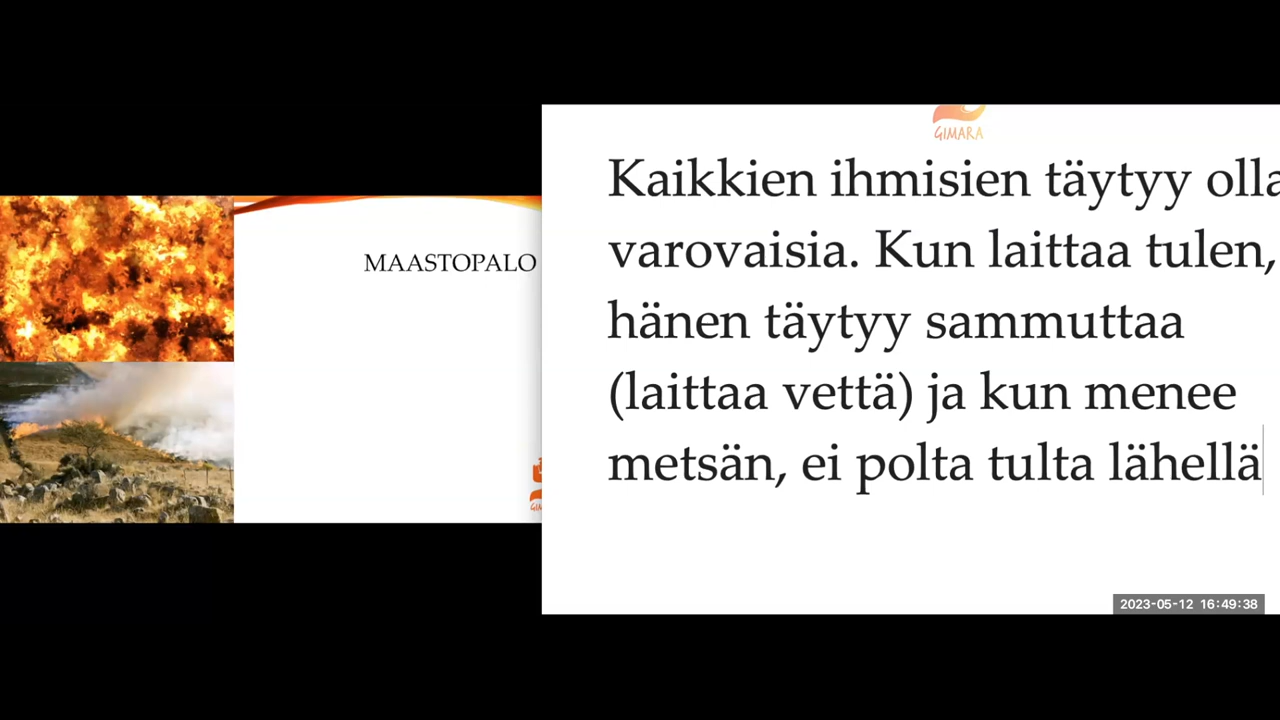 MAASTOPALO
GIMARA
Kaikkien ihmisien täytyy olla
varovaisia. Kun laittaa tulen,
hänen täytyy sammuttaa
(laittaa vettä) ja kun menee
metsän, ei polta tulta lähellä
2023-05-12 16:49:38